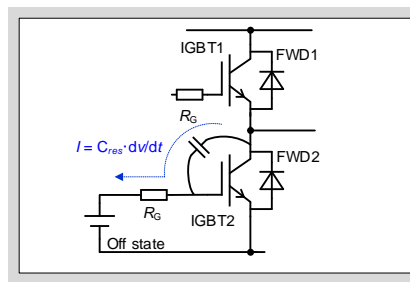 IGBT1
FWD1
RG
I = Cres·dv/dt
FWD2
RG
IGBT2
Off state